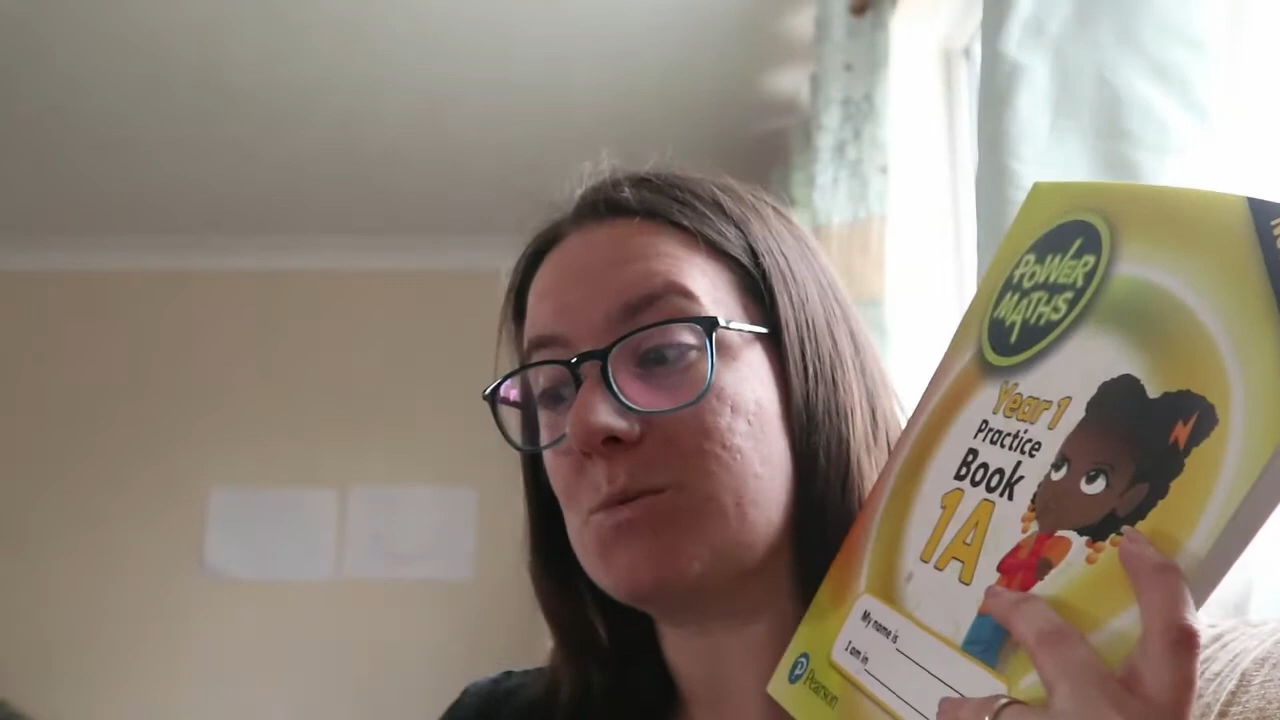 POWER
MATHS
Year 1
Practice
Book
1A
My name is
I am in
Pearson